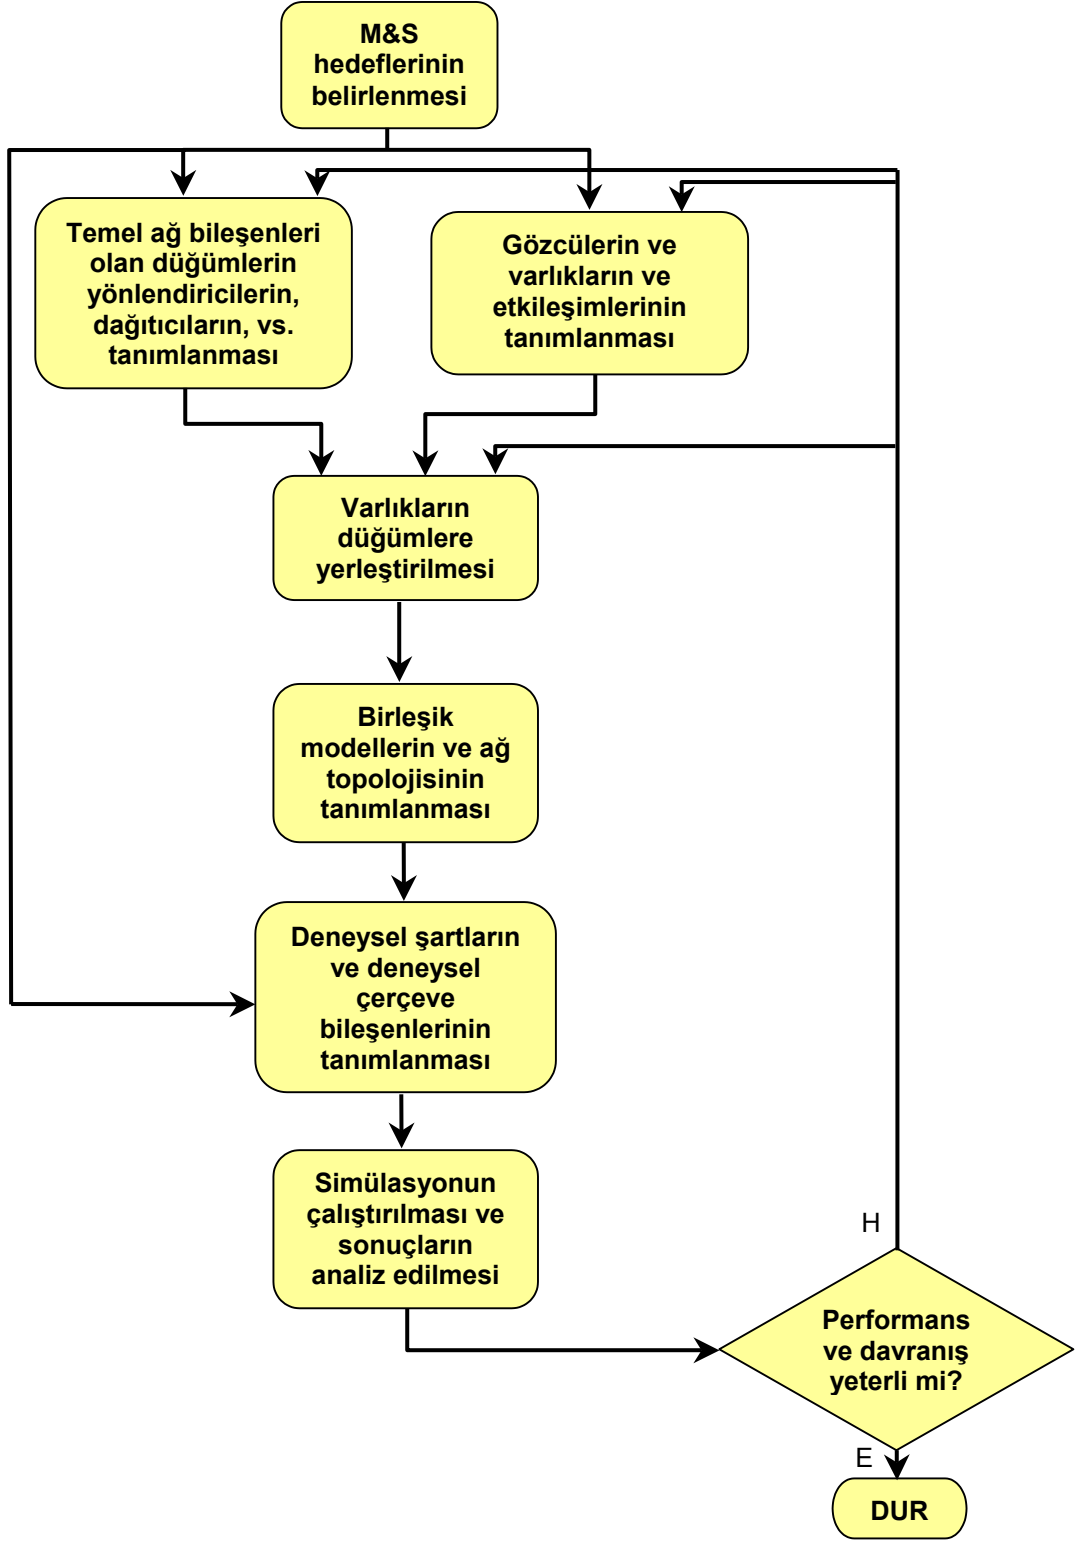 M&S
hedeflerinin
belirlenmesi
Temel ağ bileşenleri
olan düğümlerin
yönlendiricilerin,
dağıtıcıların, vs.
tanımlanması
Gözcülerin ve
varlıkların ve
etkileşimlerinin
tanımlanması
Varlıkların
düğümlere
yerleştirilmesi
Birleşik
modellerin ve ağ
topolojisinin
tanımlanması
Deneysel şartların
ve deneysel
çerçeve
bileşenlerinin
tanımlanması
Simülasyonun
çalıştırılması ve
sonuçların
analiz edilmesi
H
Performans
ve davranış
yeterli mi?
E
DUR